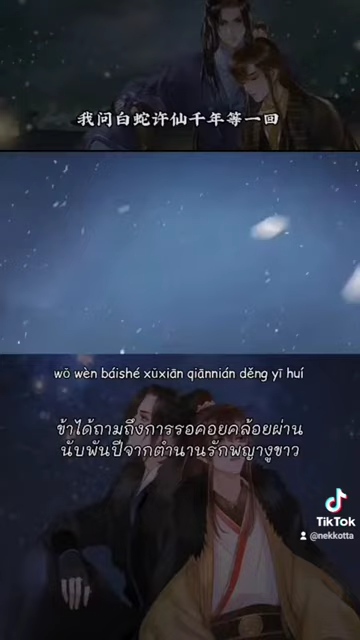 我问白蛇许仙千年等一回
wǒ wèn báishé xǔxiān qiānnián děng yī huí
ข้าได้ถามถึงการรอคอยคล้อยผ่าน
นับพันปีจากตำนานรักพญางูขาว
TikTok
@nekkotta